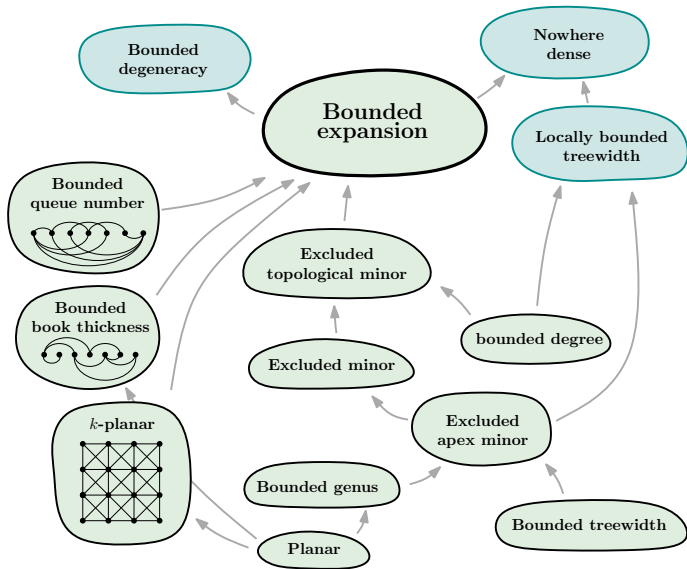 Bounded
degeneracy
Nowhere
dense
Bounded
expansion
Locally bounded
treewidth
Bounded
queue number
Excluded
topological minor
Bounded
book thickness
bounded degree
Excluded minor
k-planar
Excluded
apex minor
Bounded genus
Bounded treewidth
Planar